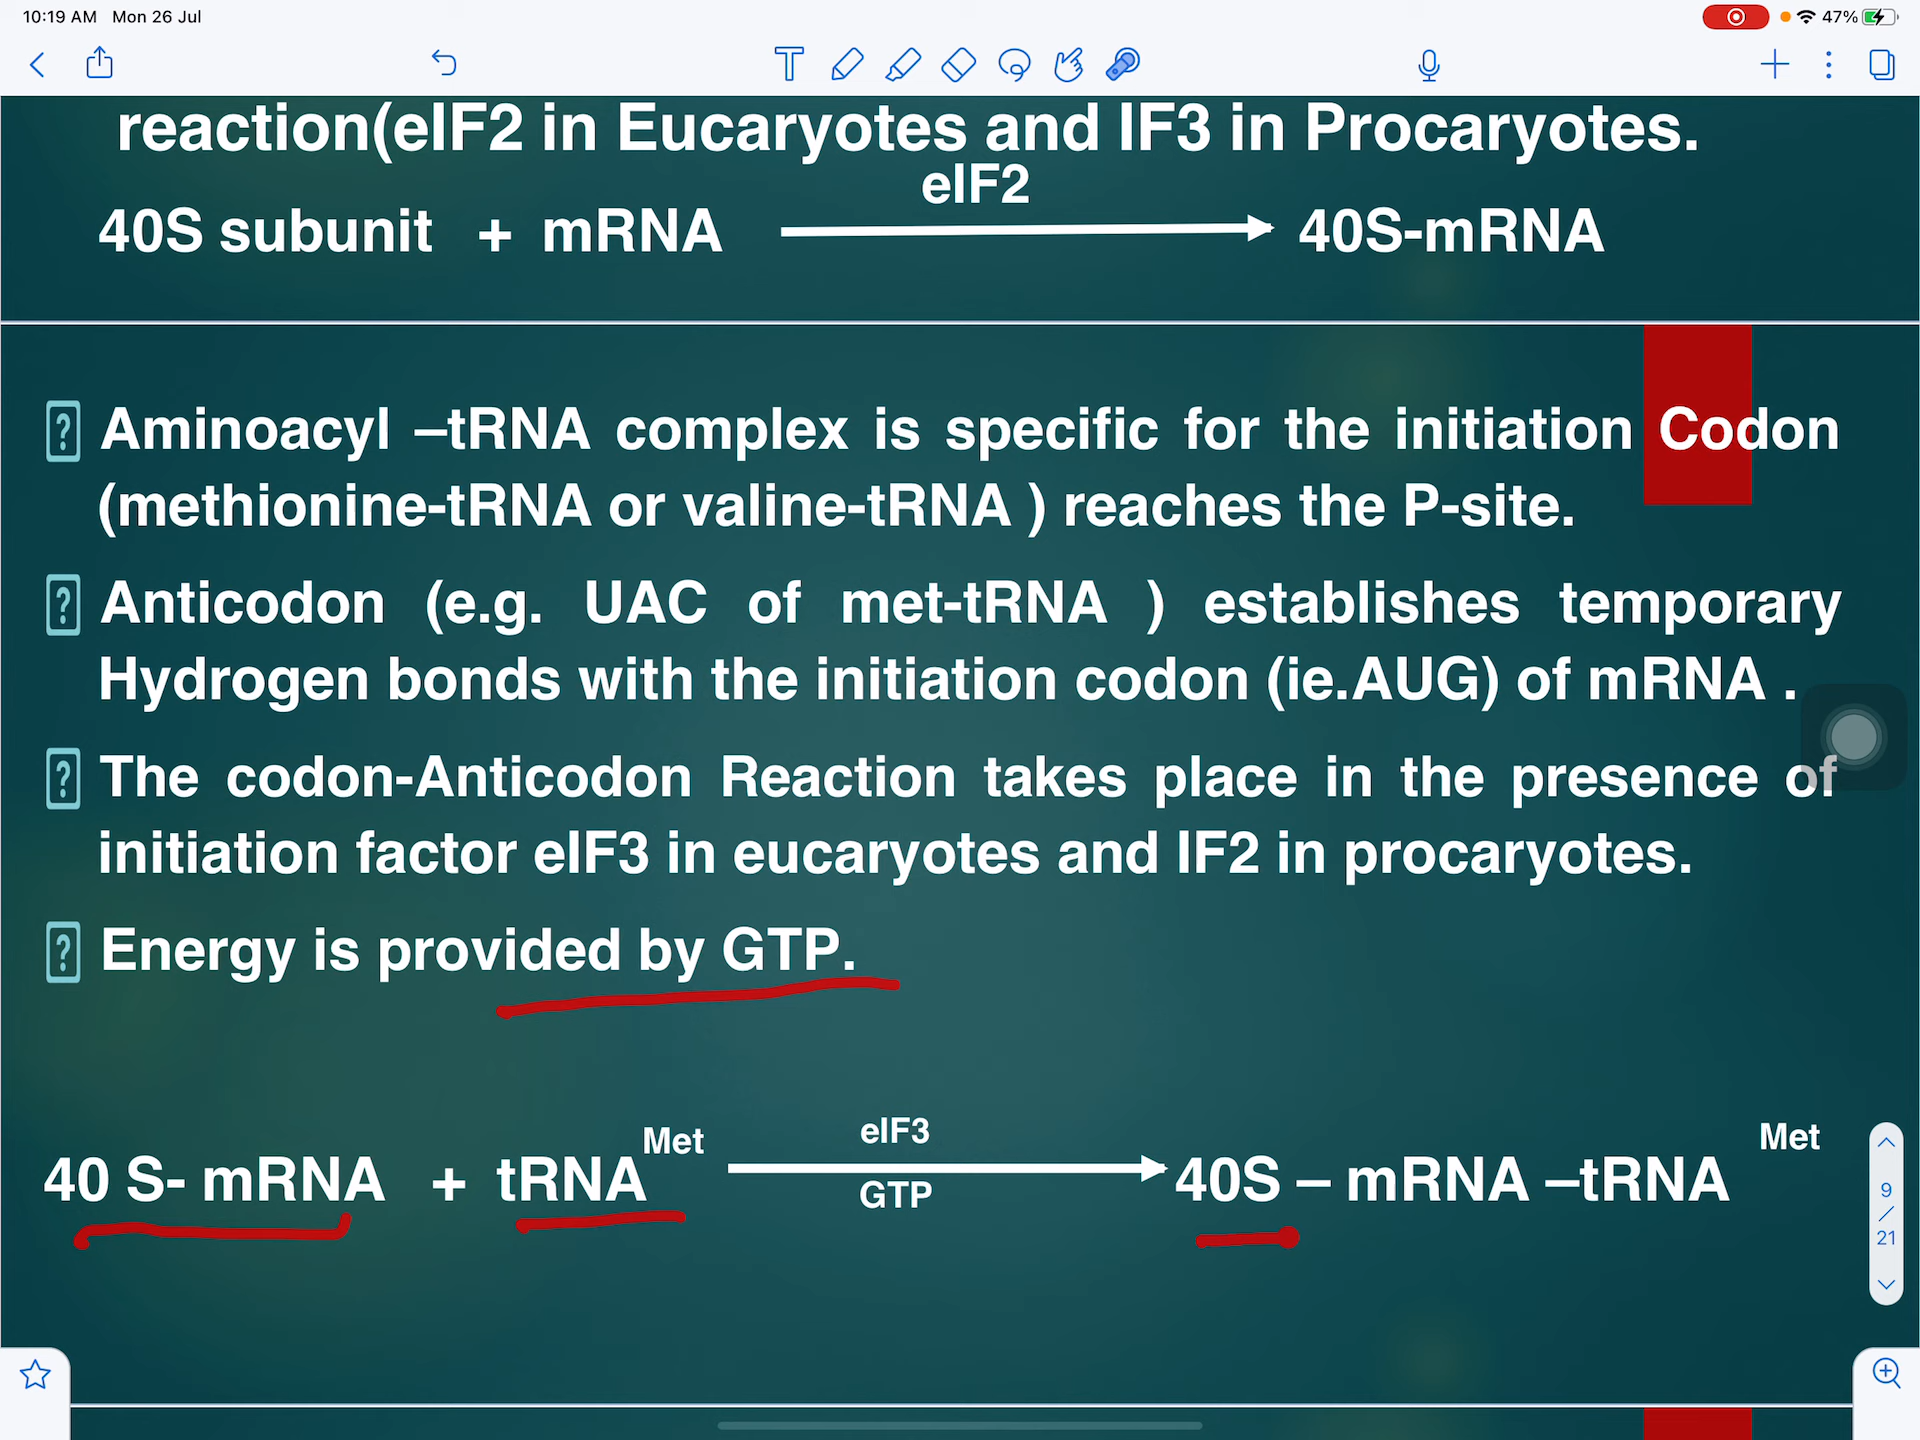 10:19 AM Mon 26 Jul 47%
reaction(eIF2 in Eucaryotes and IF3 in Procaryotes.
eIF2
40S subunit + mRNA 40S-mRNA
Aminoacyl –tRNA complex is specific for the initiation Codon
(methionine-tRNA or valine-tRNA ) reaches the P-site.
Anticodon (e.g. UAC of met-tRNA ) establishes temporary
Hydrogen bonds with the initiation codon (ie.AUG) of mRNA .
The codon-Anticodon Reaction takes place in the presence of
initiation factor eIF3 in eucaryotes and IF2 in procaryotes.
Energy is provided by GTP.
Met eIF3 Met
40 S- mRNA + tRNA 40S – mRNA –tRNA
GTP
9
/
21